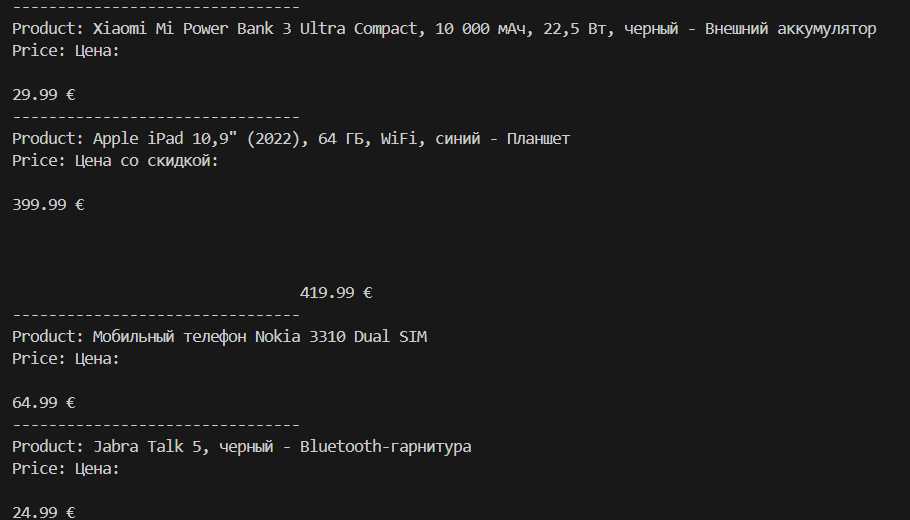 --------------------------------
Product: Xiaomi Mi Power Bank 3 Ultra Compact, 10 000 мАч, 22,5 Вт, черный - Внешний аккумулятор
Price: Цена:
29.99 €
--------------------------------
Product: Apple iPad 10,9" (2022), 64 ГБ, WiFi, синий - Планшет
Price: Цена со скидкой:
399.99 €
419.99 €
--------------------------------
Product: Мобильный телефон Nokia 3310 Dual SIM
Price: Цена:
64.99 €
--------------------------------
Product: Jabra Talk 5, черный - Bluetooth-гарнитура
Price: Цена:
24.99 €